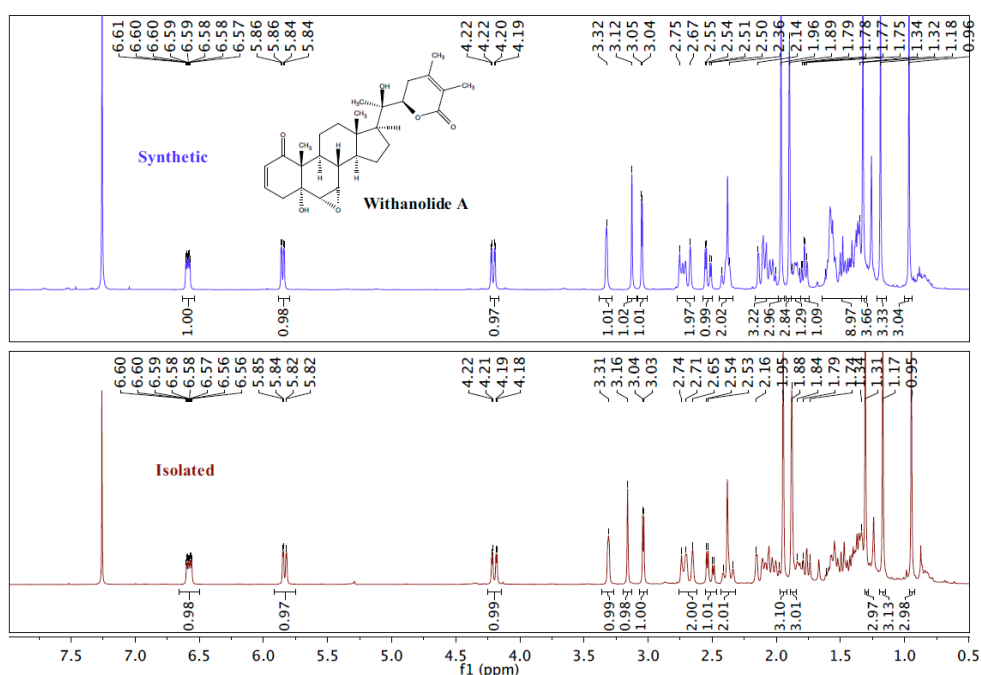 6.61 6.60 6.60 6.59 6.59 6.58 6.58 6.57 5.86 5.86 5.84 5.84 4.22 4.22 4.20 4.19 3.32 3.12 3.05 3.04 2.75 2.67 2.55 2.54 2.51 2.50 2.36 2.14 1.96 1.89 1.79 1.78 1.77 1.75 1.34 1.32 1.18 0.96
CH3
OH
H3C
CH3
CH3
O
O
H
O
CH3
H
H
H
OH
O
Synthetic
Withanolide A
1.00 0.98 0.97 1.01 1.02 1.01 1.97 0.99 2.02 3.22 2.96 2.84 1.29 1.09 8.97 3.66 3.33 3.04
6.60 6.60 6.59 6.58 6.58 6.57 6.56 6.56 5.85 5.84 5.82 5.82 4.22 4.21 4.19 4.18 3.31 3.16 3.04 3.03 2.74 2.71 2.65 2.54 2.53 2.16 1.95 1.88 1.84 1.79 1.34 1.31 1.17 0.95
Isolated
0.98 0.97 0.99 0.99 0.98 1.00 2.00 1.01 2.01 3.10 3.01 2.97 3.13 2.98
7.5 7.0 6.5 6.0 5.5 5.0 4.5 4.0 3.5 3.0 2.5 2.0 1.5 1.0 0.5
f1 (ppm)